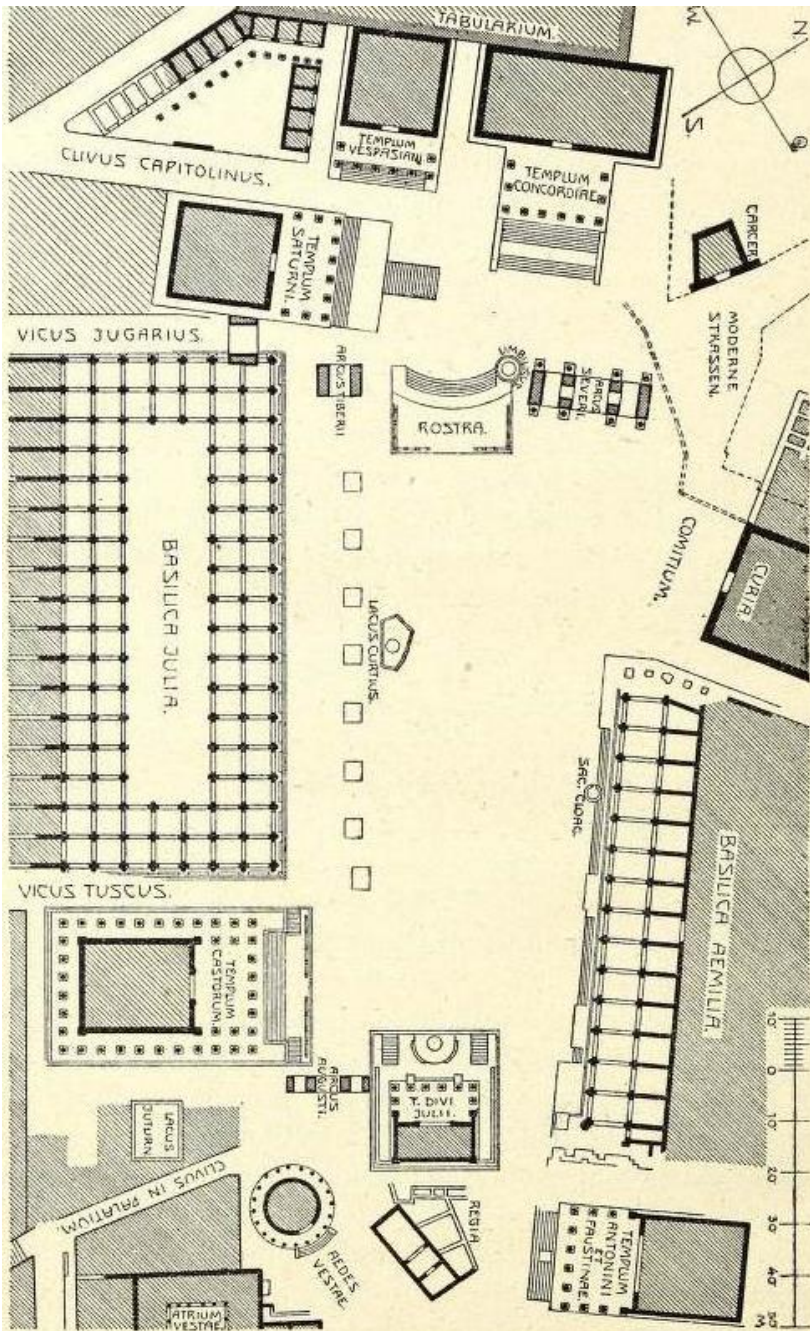 TABULARIUM.
N
W
S
TEMPLUM
VESPASIANI
TEMPLUM
CONCORDIAE
CLIVUS CAPITOLINUS.
CARCER
TEMPLUM
SATURNI.
MODERNE
STRASSEN.
VICUS JUGARIUS.
ARCUS TIBERII
UMBILICUS
ARCUS
SEVERI.
ROSTRA.
COMITIUM.
CURIA
BASILICA JULIA.
LACUS CURTIUS.
SAC. CLOAC.
BASILICA AEMILIA
VICUS TUSCUS.
TEMPLUM
CASTORUM.
ARCUS
AUGUSTI.
T. DIVI
JULII.
LACUS
JUTURN
CLIVUS IN PALATIUM.
AEDES
VESTAE.
REGIA
TEMPLUM
ANTONINI
ET
FAUSTINAE.
ATRIUM
VESTAE
10
0
10
20
30
40
50
M